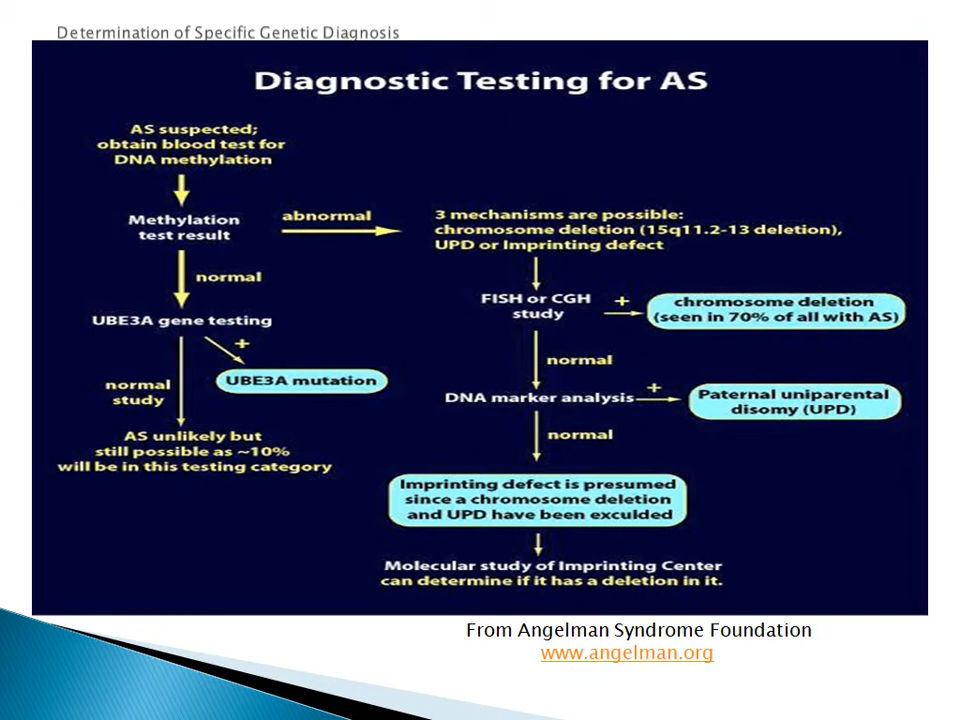 Determination of Specific Genetic Diagnosis
Diagnostic Testing for AS
AS suspected;
obtain blood test for
DNA methylation
Methylation
test result
abnormal
3 mechanisms are possible:
chromosome deletion (15q11.2-13 deletion),
UPD or Imprinting defect
normal
FISH or CGH
study
+
chromosome deletion
(seen in 70% of all with AS)
UBE3A gene testing
+
UBE3A mutation
normal
study
normal
DNA marker analysis
+
Paternal uniparental
disomy (UPD)
AS unlikely but
still possible as ~10%
will be in this testing category
normal
Imprinting defect is presumed
since a chromosome deletion
and UPD have been exculded
Molecular study of Imprinting Center
can determine if it has a deletion in it.
From Angelman Syndrome Foundation
www.angelman.org